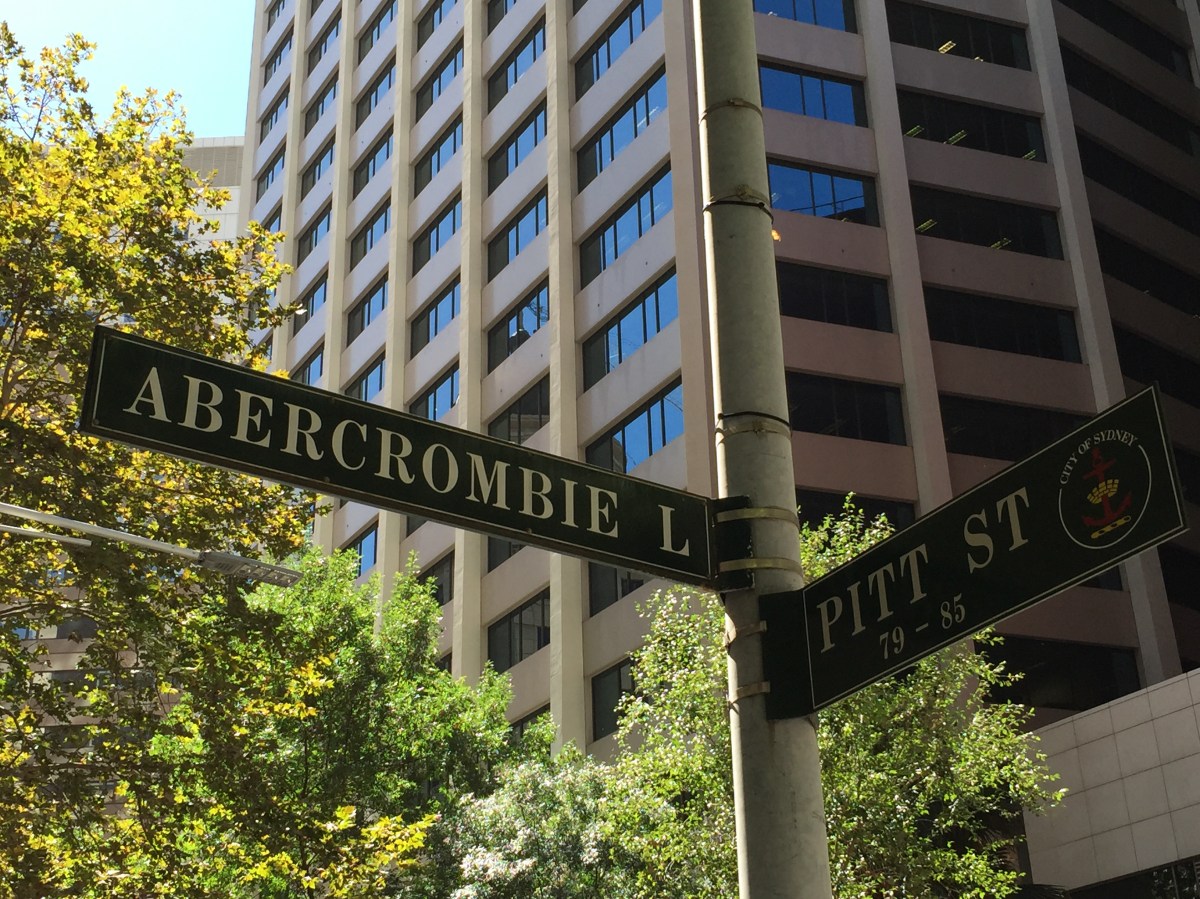 ABERCROMBIE L
PITT ST
79 – 85
CITY OF SYDNEY